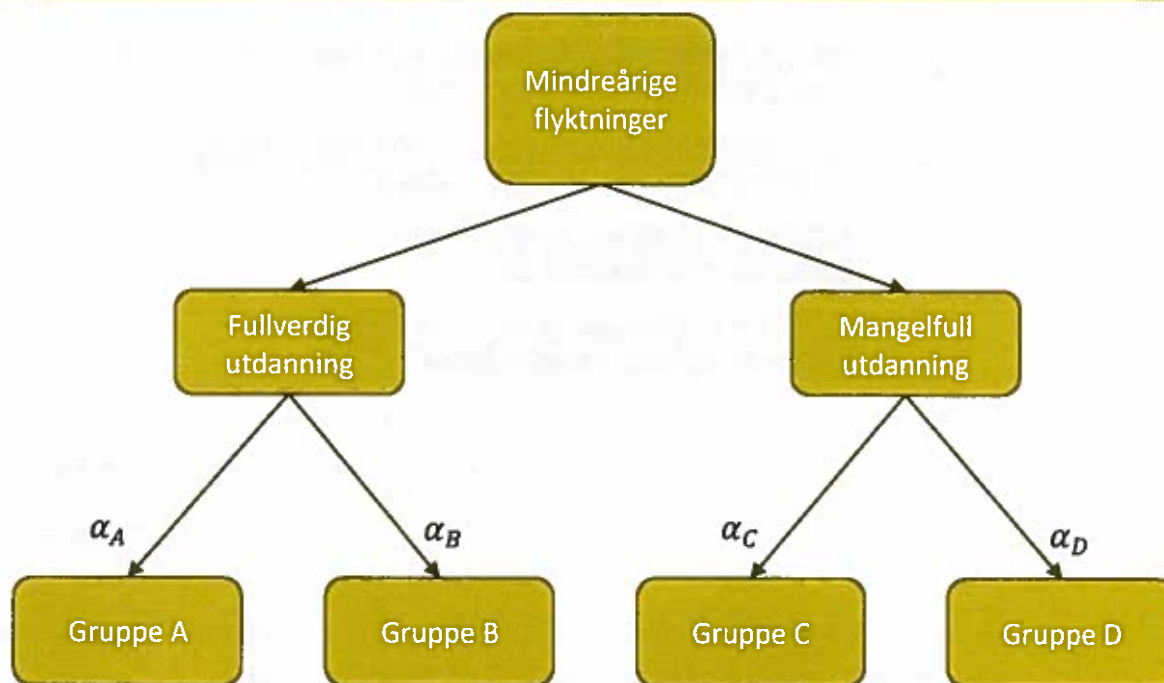 Mindreårige
flyktninger
Fullverdig
utdanning
Mangelfull
utdanning
α_A
α_B
α_C
α_D
Gruppe A
Gruppe B
Gruppe C
Gruppe D